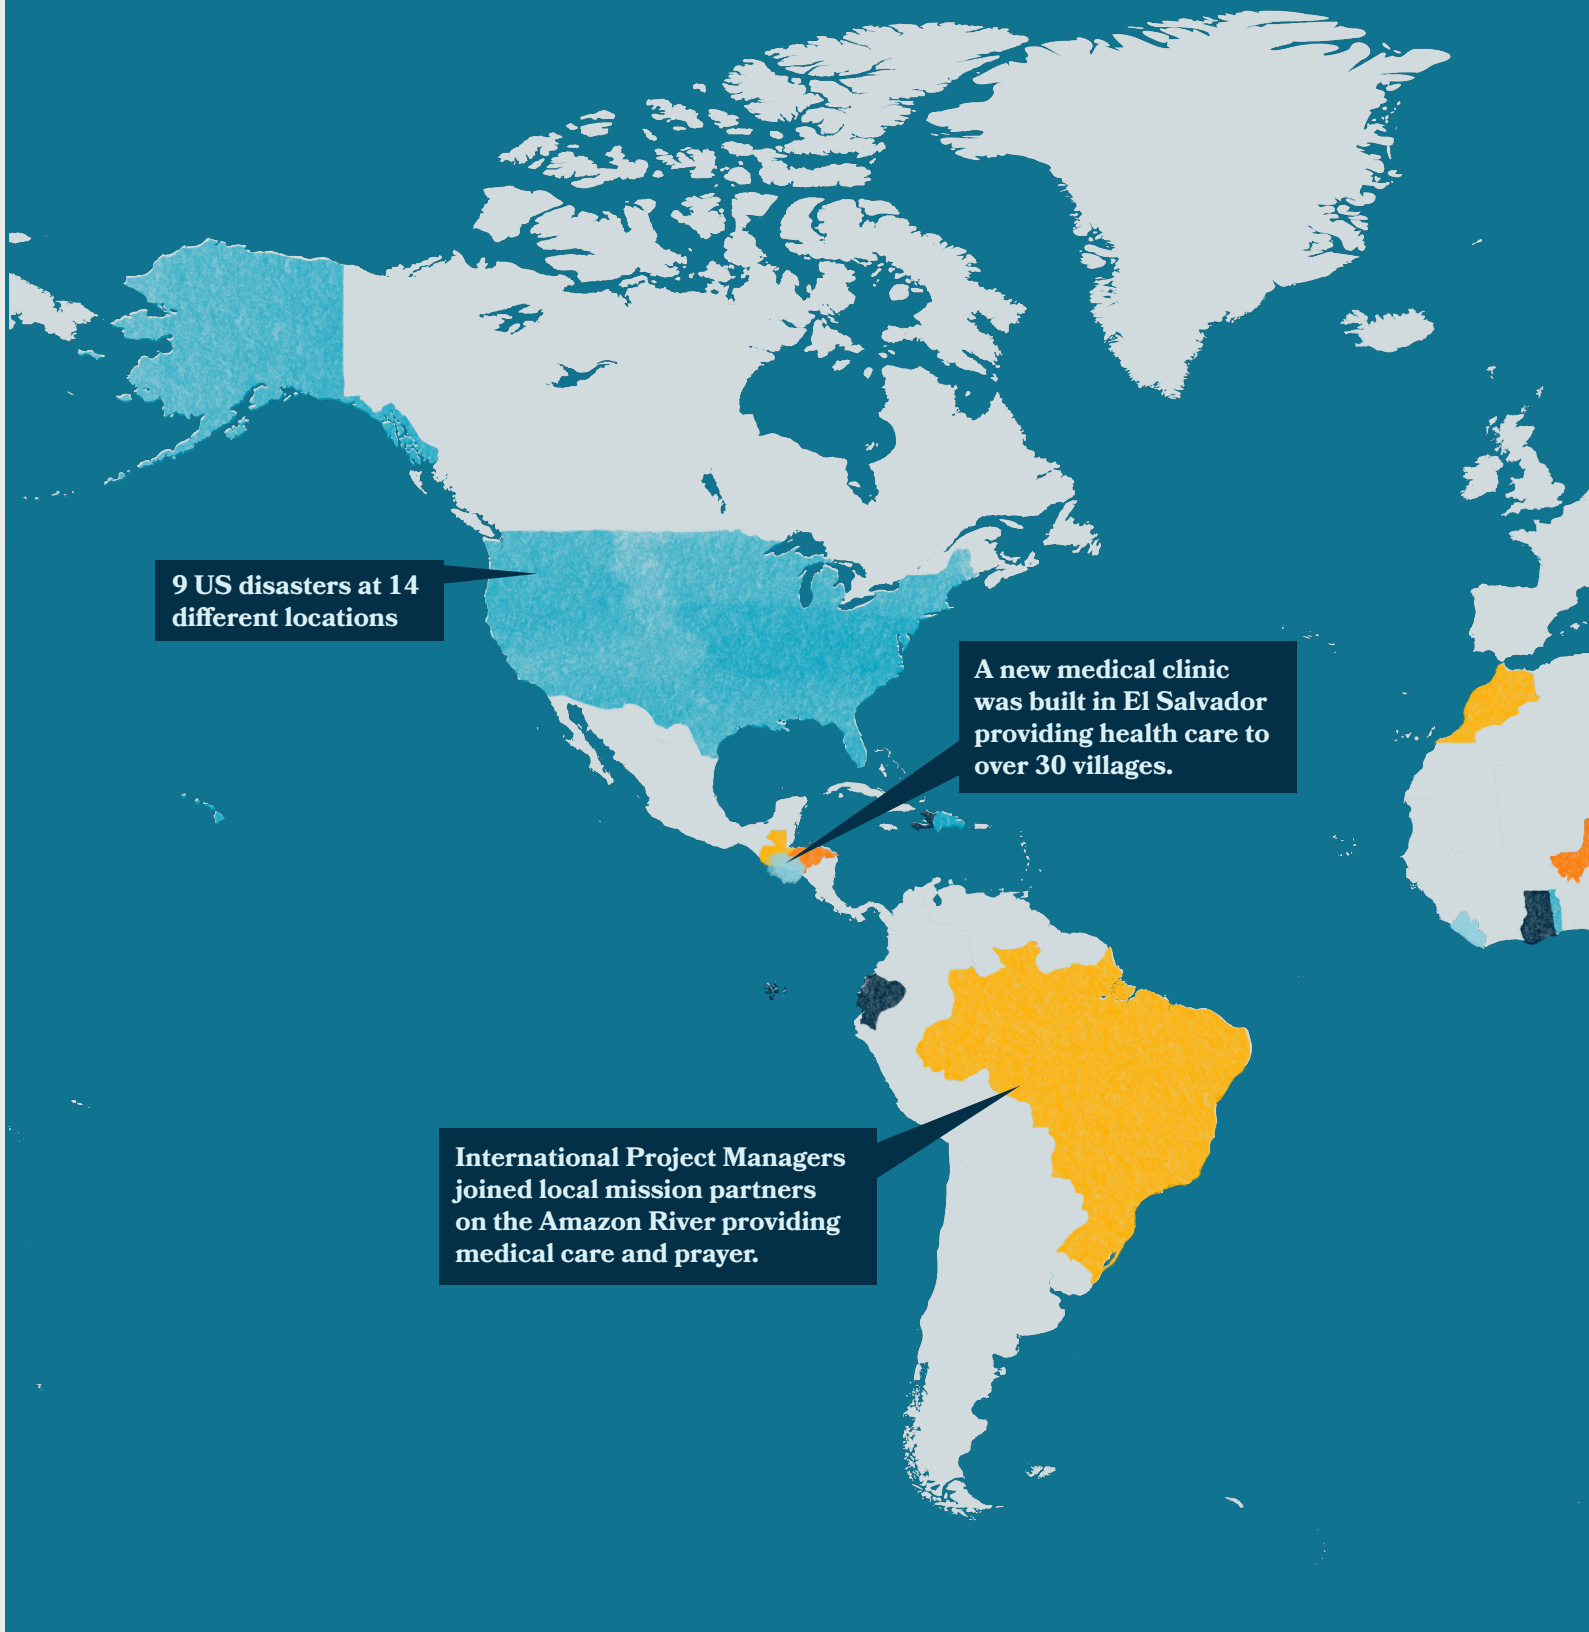 9 US disasters at 14
different locations
A new medical clinic
was built in El Salvador
providing health care to
over 30 villages.
International Project Managers
joined local mission partners
on the Amazon River providing
medical care and prayer.